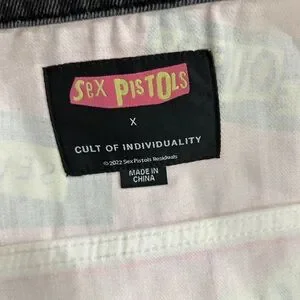 SeX PiSTOLS
X
CULT OF INDIVIDUALITY
©2022 Sex Pistols Residuals
MADE IN
CHINA